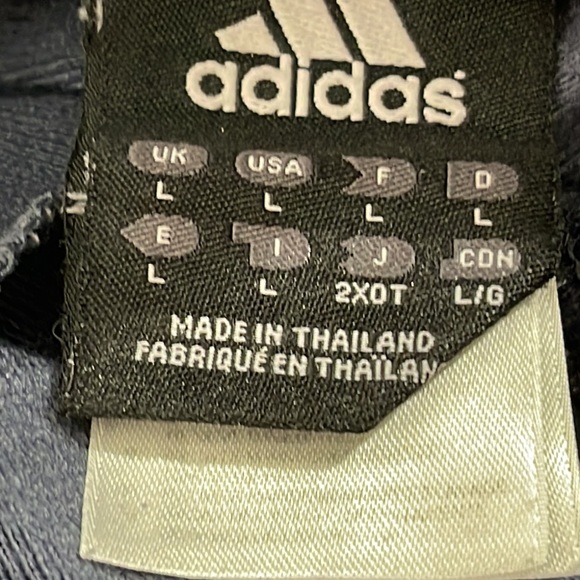 adidas
UK USA F D
L L L L
E I J CDN
L L 2XOT L/G
MADE IN THAILAND
FABRIQUÉ EN THAÏLAN